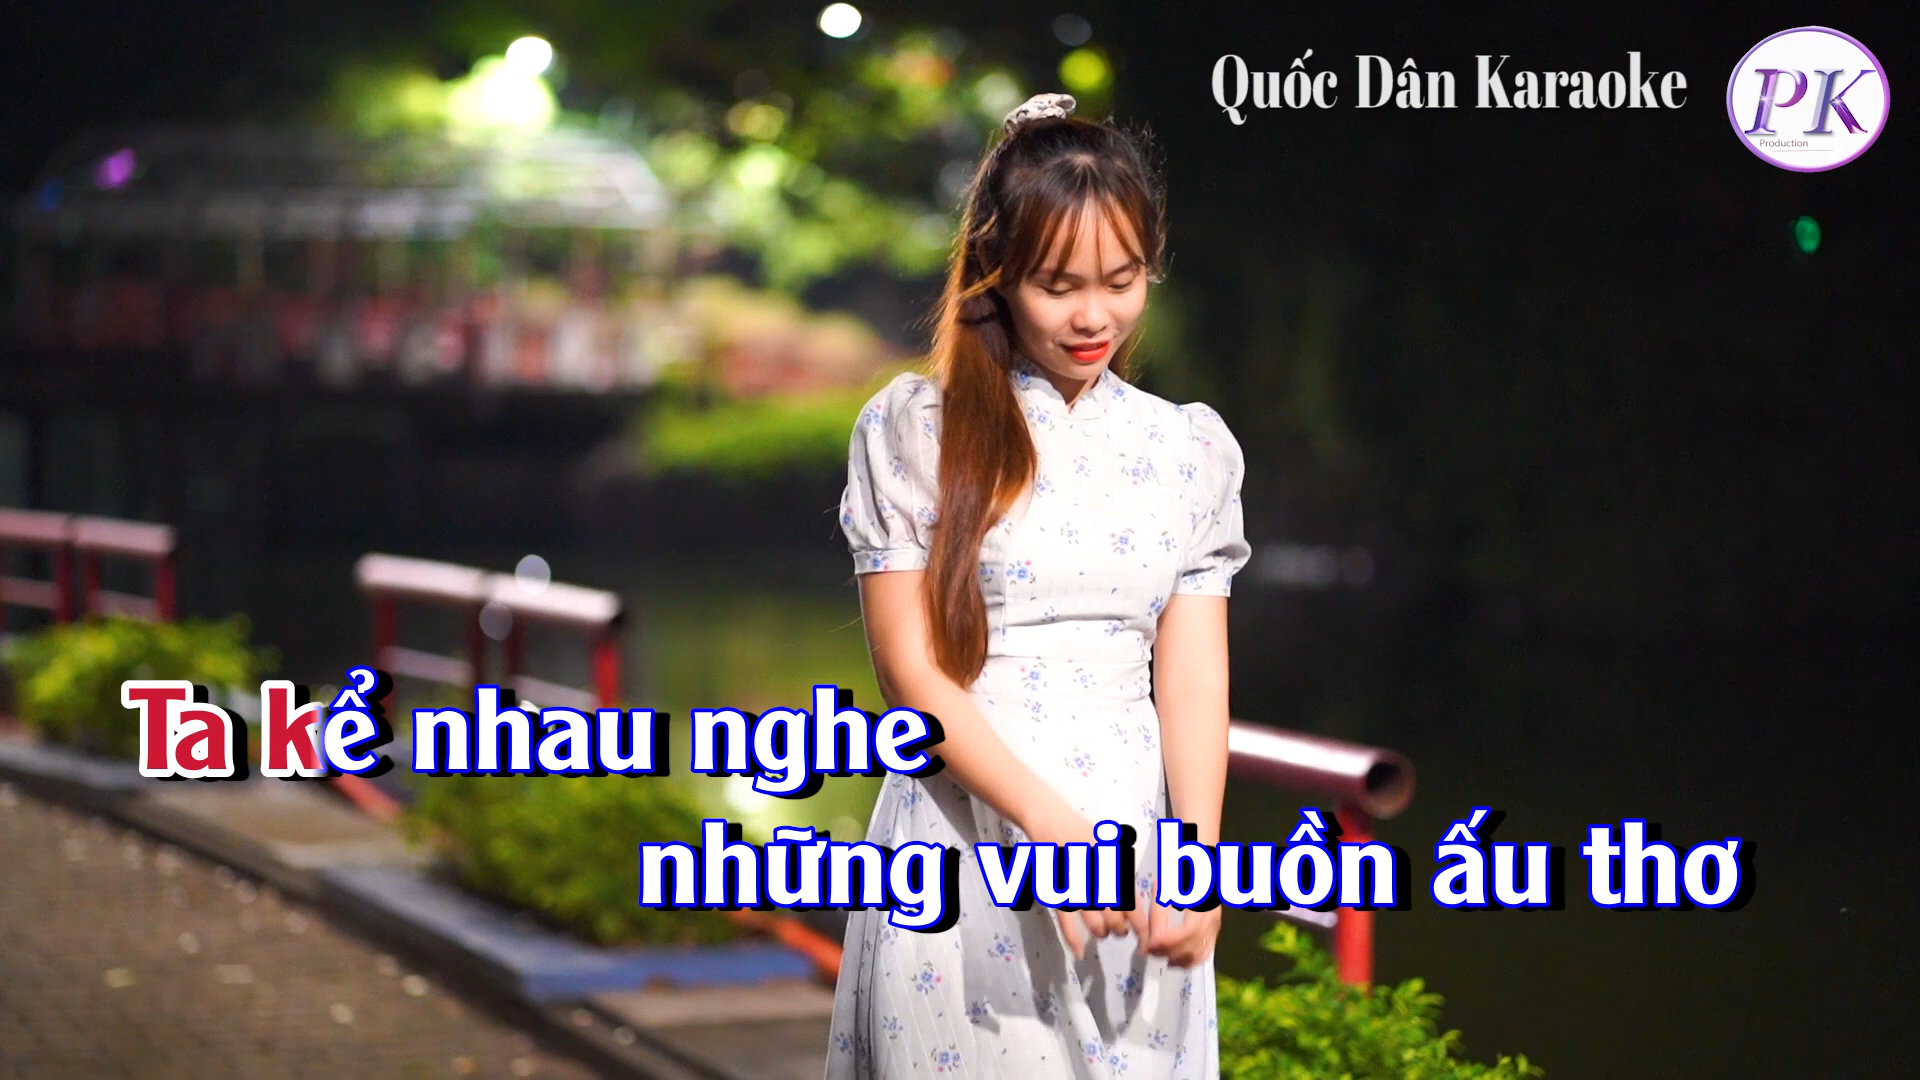 Quốc Dân Karaoke
PK
Production
Ta kể nhau nghe
những vui buồn ấu thơ